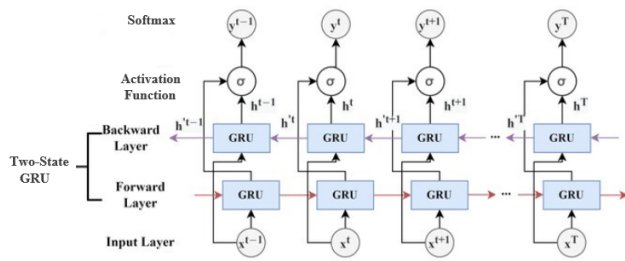 Softmax
y^t−1 y^t y^t+1 y^T
Activation
Function
σ σ σ σ
h^t−1 h^t h^t+1 h^T
h'^t−1 h'^t h'^t+1 h'^T
Backward
Layer
GRU GRU GRU ... GRU
Two-State
GRU
Forward
Layer
GRU GRU GRU ... GRU
Input Layer
x^t−1 x^t x^t+1 x^T